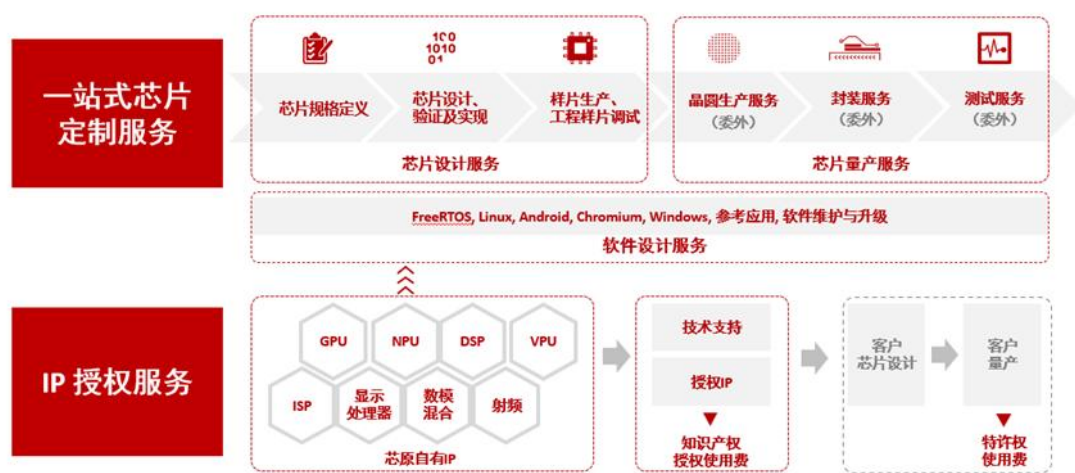 一站式芯片
定制服务
100
1010
01
芯片规格定义
芯片设计、
验证及实现
样片生产、
工程样片调试
芯片设计服务
晶圆生产服务
（委外）
封装服务
（委外）
测试服务
（委外）
芯片量产服务
FreeRTOS, Linux, Android, Chromium, Windows, 参考应用, 软件维护与升级
软件设计服务
IP 授权服务
GPU
NPU
DSP
VPU
ISP
显示
处理器
数模
混合
射频
芯原自有IP
技术支持
授权IP
知识产权
授权使用费
客户
芯片设计
客户
量产
特许权
使用费